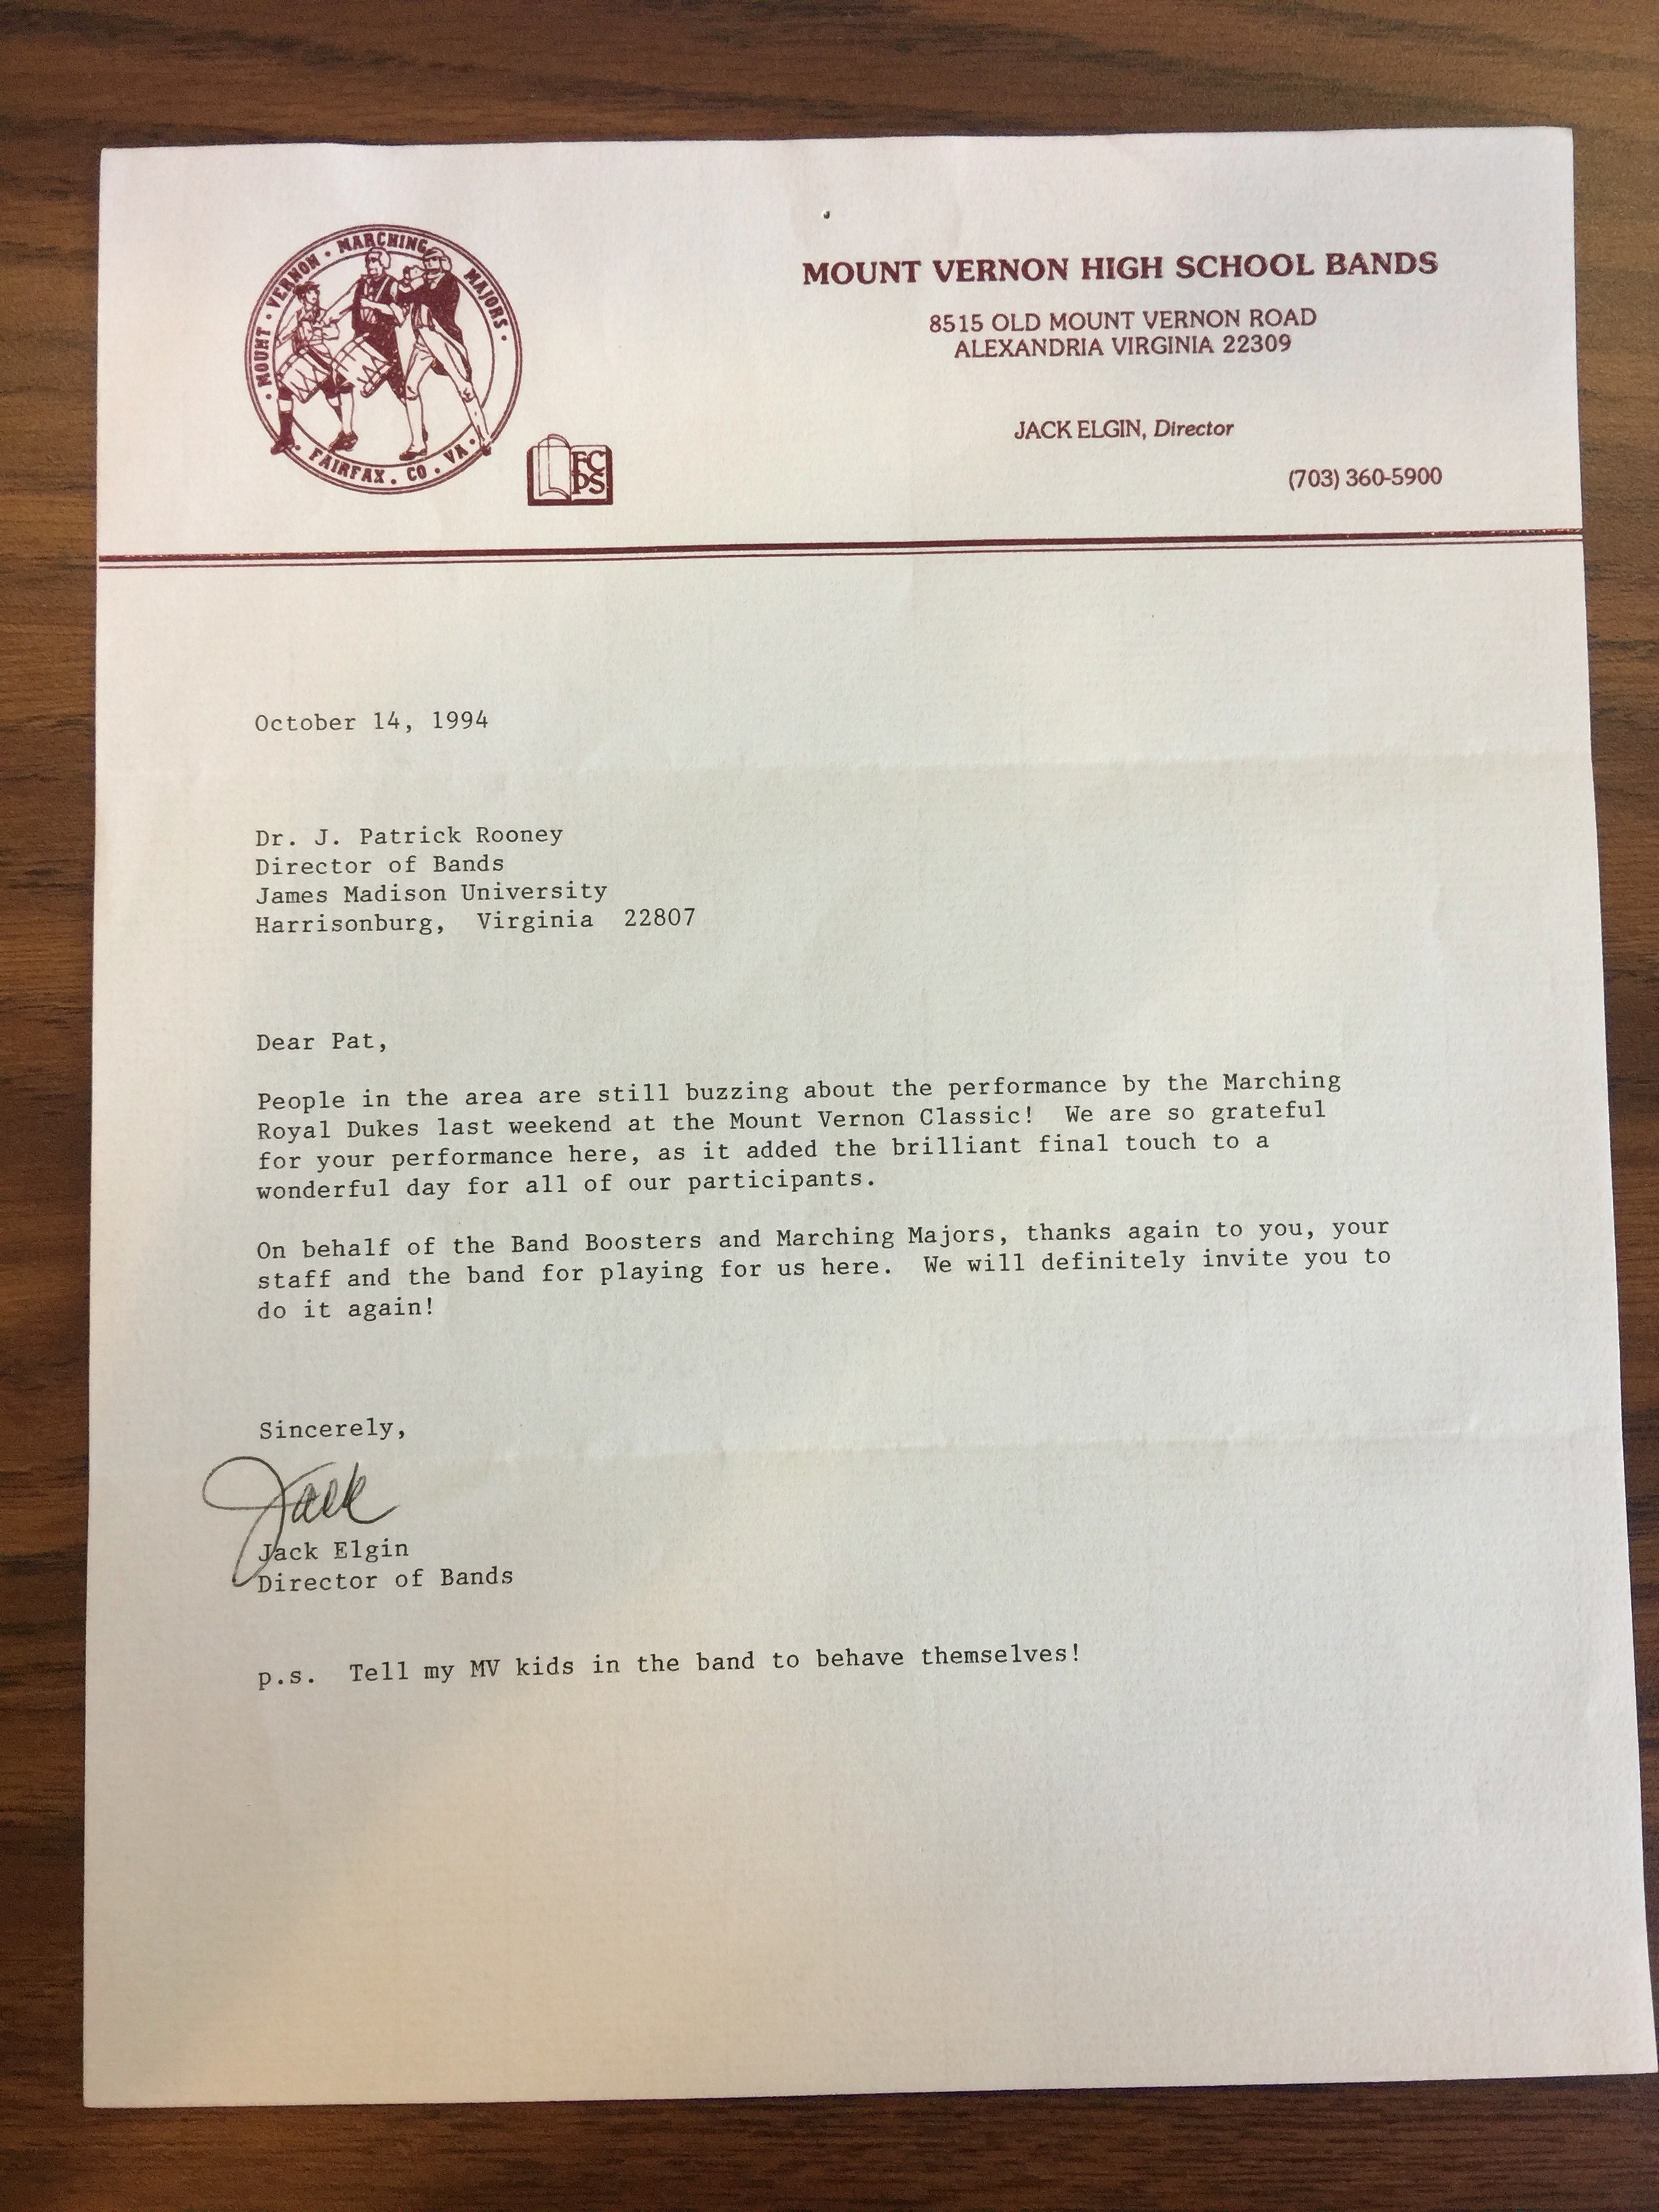 · MOUNT · VERNON · MARCHING MAJORS ·
· FAIRFAX . CO . VA ·
FC
PS
MOUNT VERNON HIGH SCHOOL BANDS
8515 OLD MOUNT VERNON ROAD
ALEXANDRIA VIRGINIA 22309
JACK ELGIN, Director
(703) 360-5900
October 14, 1994
Dr. J. Patrick Rooney
Director of Bands
James Madison University
Harrisonburg,  Virginia  22807
Dear Pat,
People in the area are still buzzing about the performance by the Marching
Royal Dukes last weekend at the Mount Vernon Classic!  We are so grateful
for your performance here, as it added the brilliant final touch to a
wonderful day for all of our participants.
On behalf of the Band Boosters and Marching Majors, thanks again to you, your
staff and the band for playing for us here.  We will definitely invite you to
do it again!
Sincerely,
Jack
Jack Elgin
Director of Bands
p.s.  Tell my MV kids in the band to behave themselves!